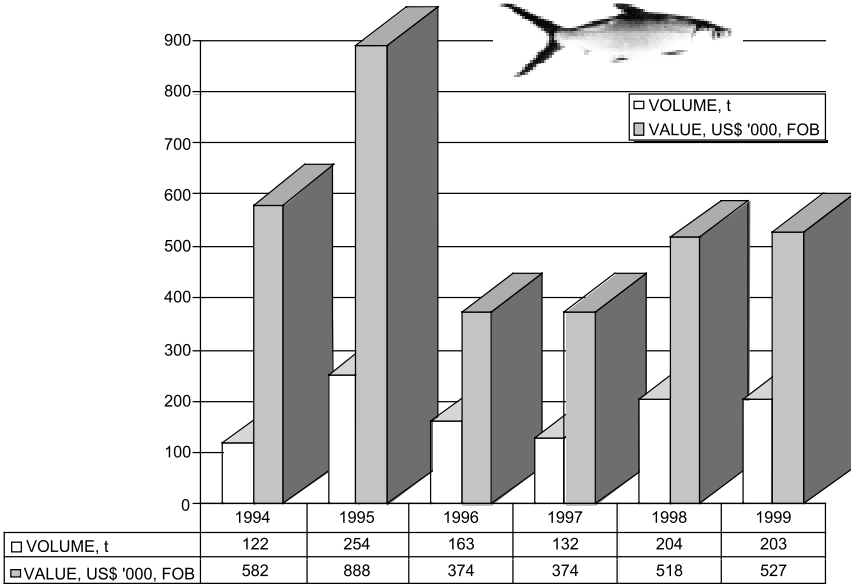 900
800
VOLUME, t
VALUE, US$ '000, FOB
700
600
500
400
300
200
100
0
1994 1995 1996 1997 1998 1999
VOLUME, t 122 254 163 132 204 203
VALUE, US$ '000, FOB 582 888 374 374 518 527